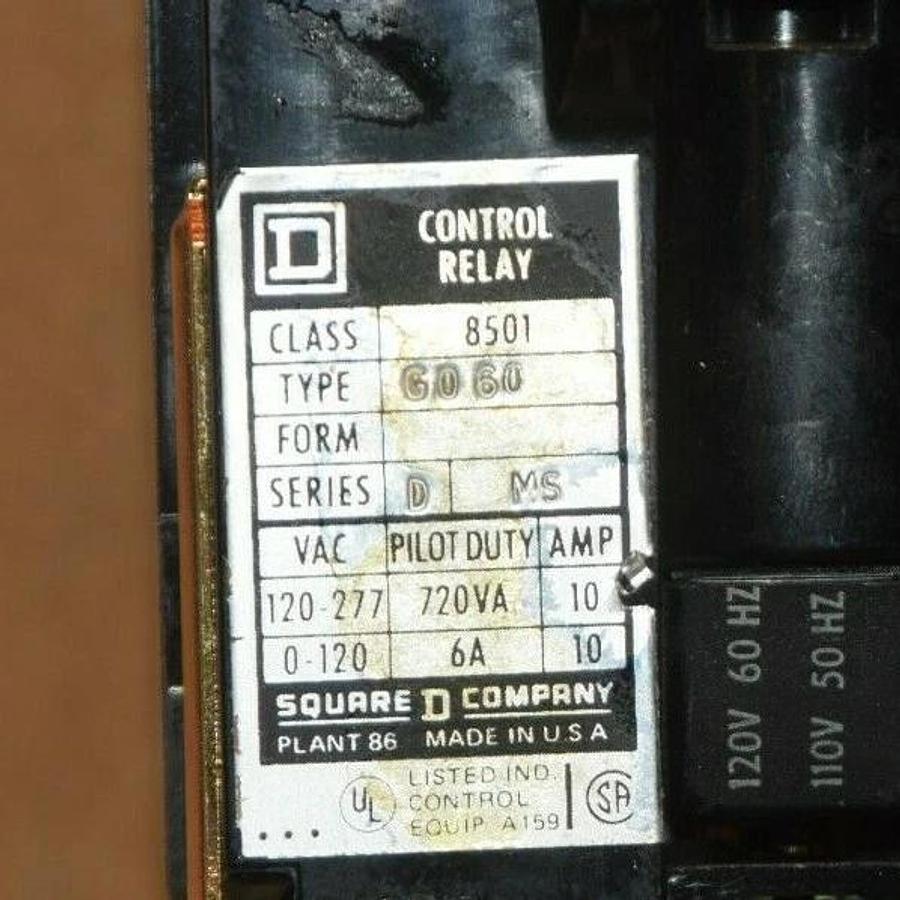 D
CONTROL
RELAY
CLASS 8501
TYPE GO 60
FORM
SERIES D MS
VAC PILOT DUTY AMP
120-277 720VA 10
0-120 6A 10
SQUARE D COMPANY
PLANT 86 MADE IN U.S.A
UL LISTED IND. SA
CONTROL
EQUIP. A159
120V 60 HZ
110V 50 HZ